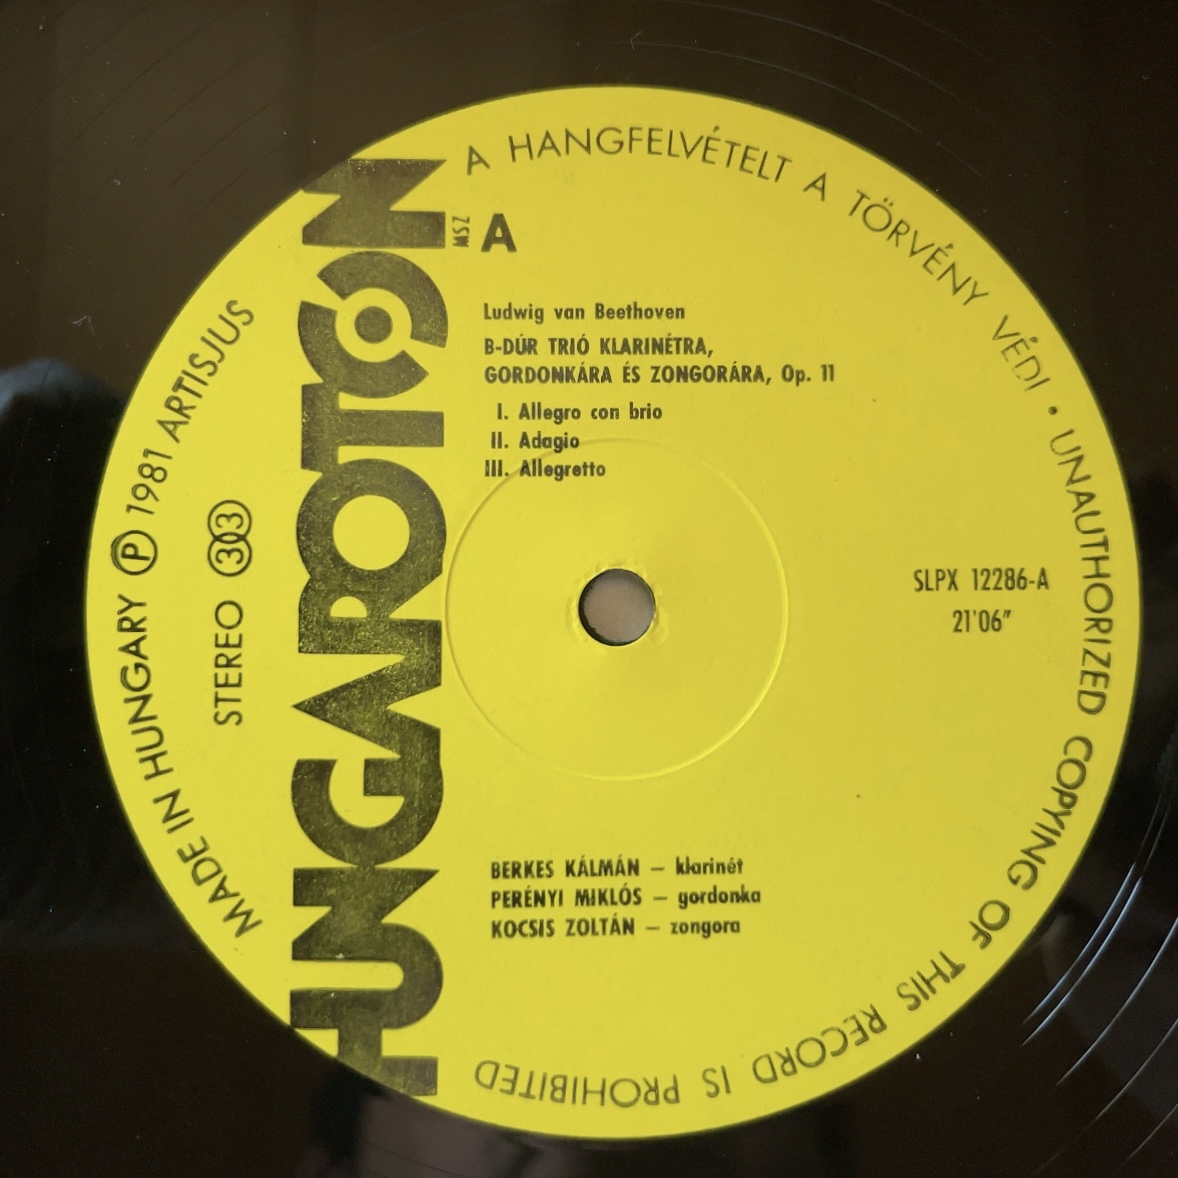 A HANGFELVÉTELT A TÖRVÉNY VÉDI • UNAUTHORIZED COPYING OF THIS RECORD IS PROHIBITED
MADE IN HUNGARY Ⓟ 1981 ARTISJUS
STEREO 33
HUNGAROTON
MSZ
A
Ludwig van Beethoven
B-DÚR TRIÓ KLARINÉTRA,
GORDONKÁRA ÉS ZONGORÁRA, Op. 11
I. Allegro con brio
II. Adagio
III. Allegretto
SLPX 12286-A
21'06"
BERKES KÁLMÁN – klarinét
PERÉNYI MIKLÓS – gordonka
KOCSIS ZOLTÁN – zongora